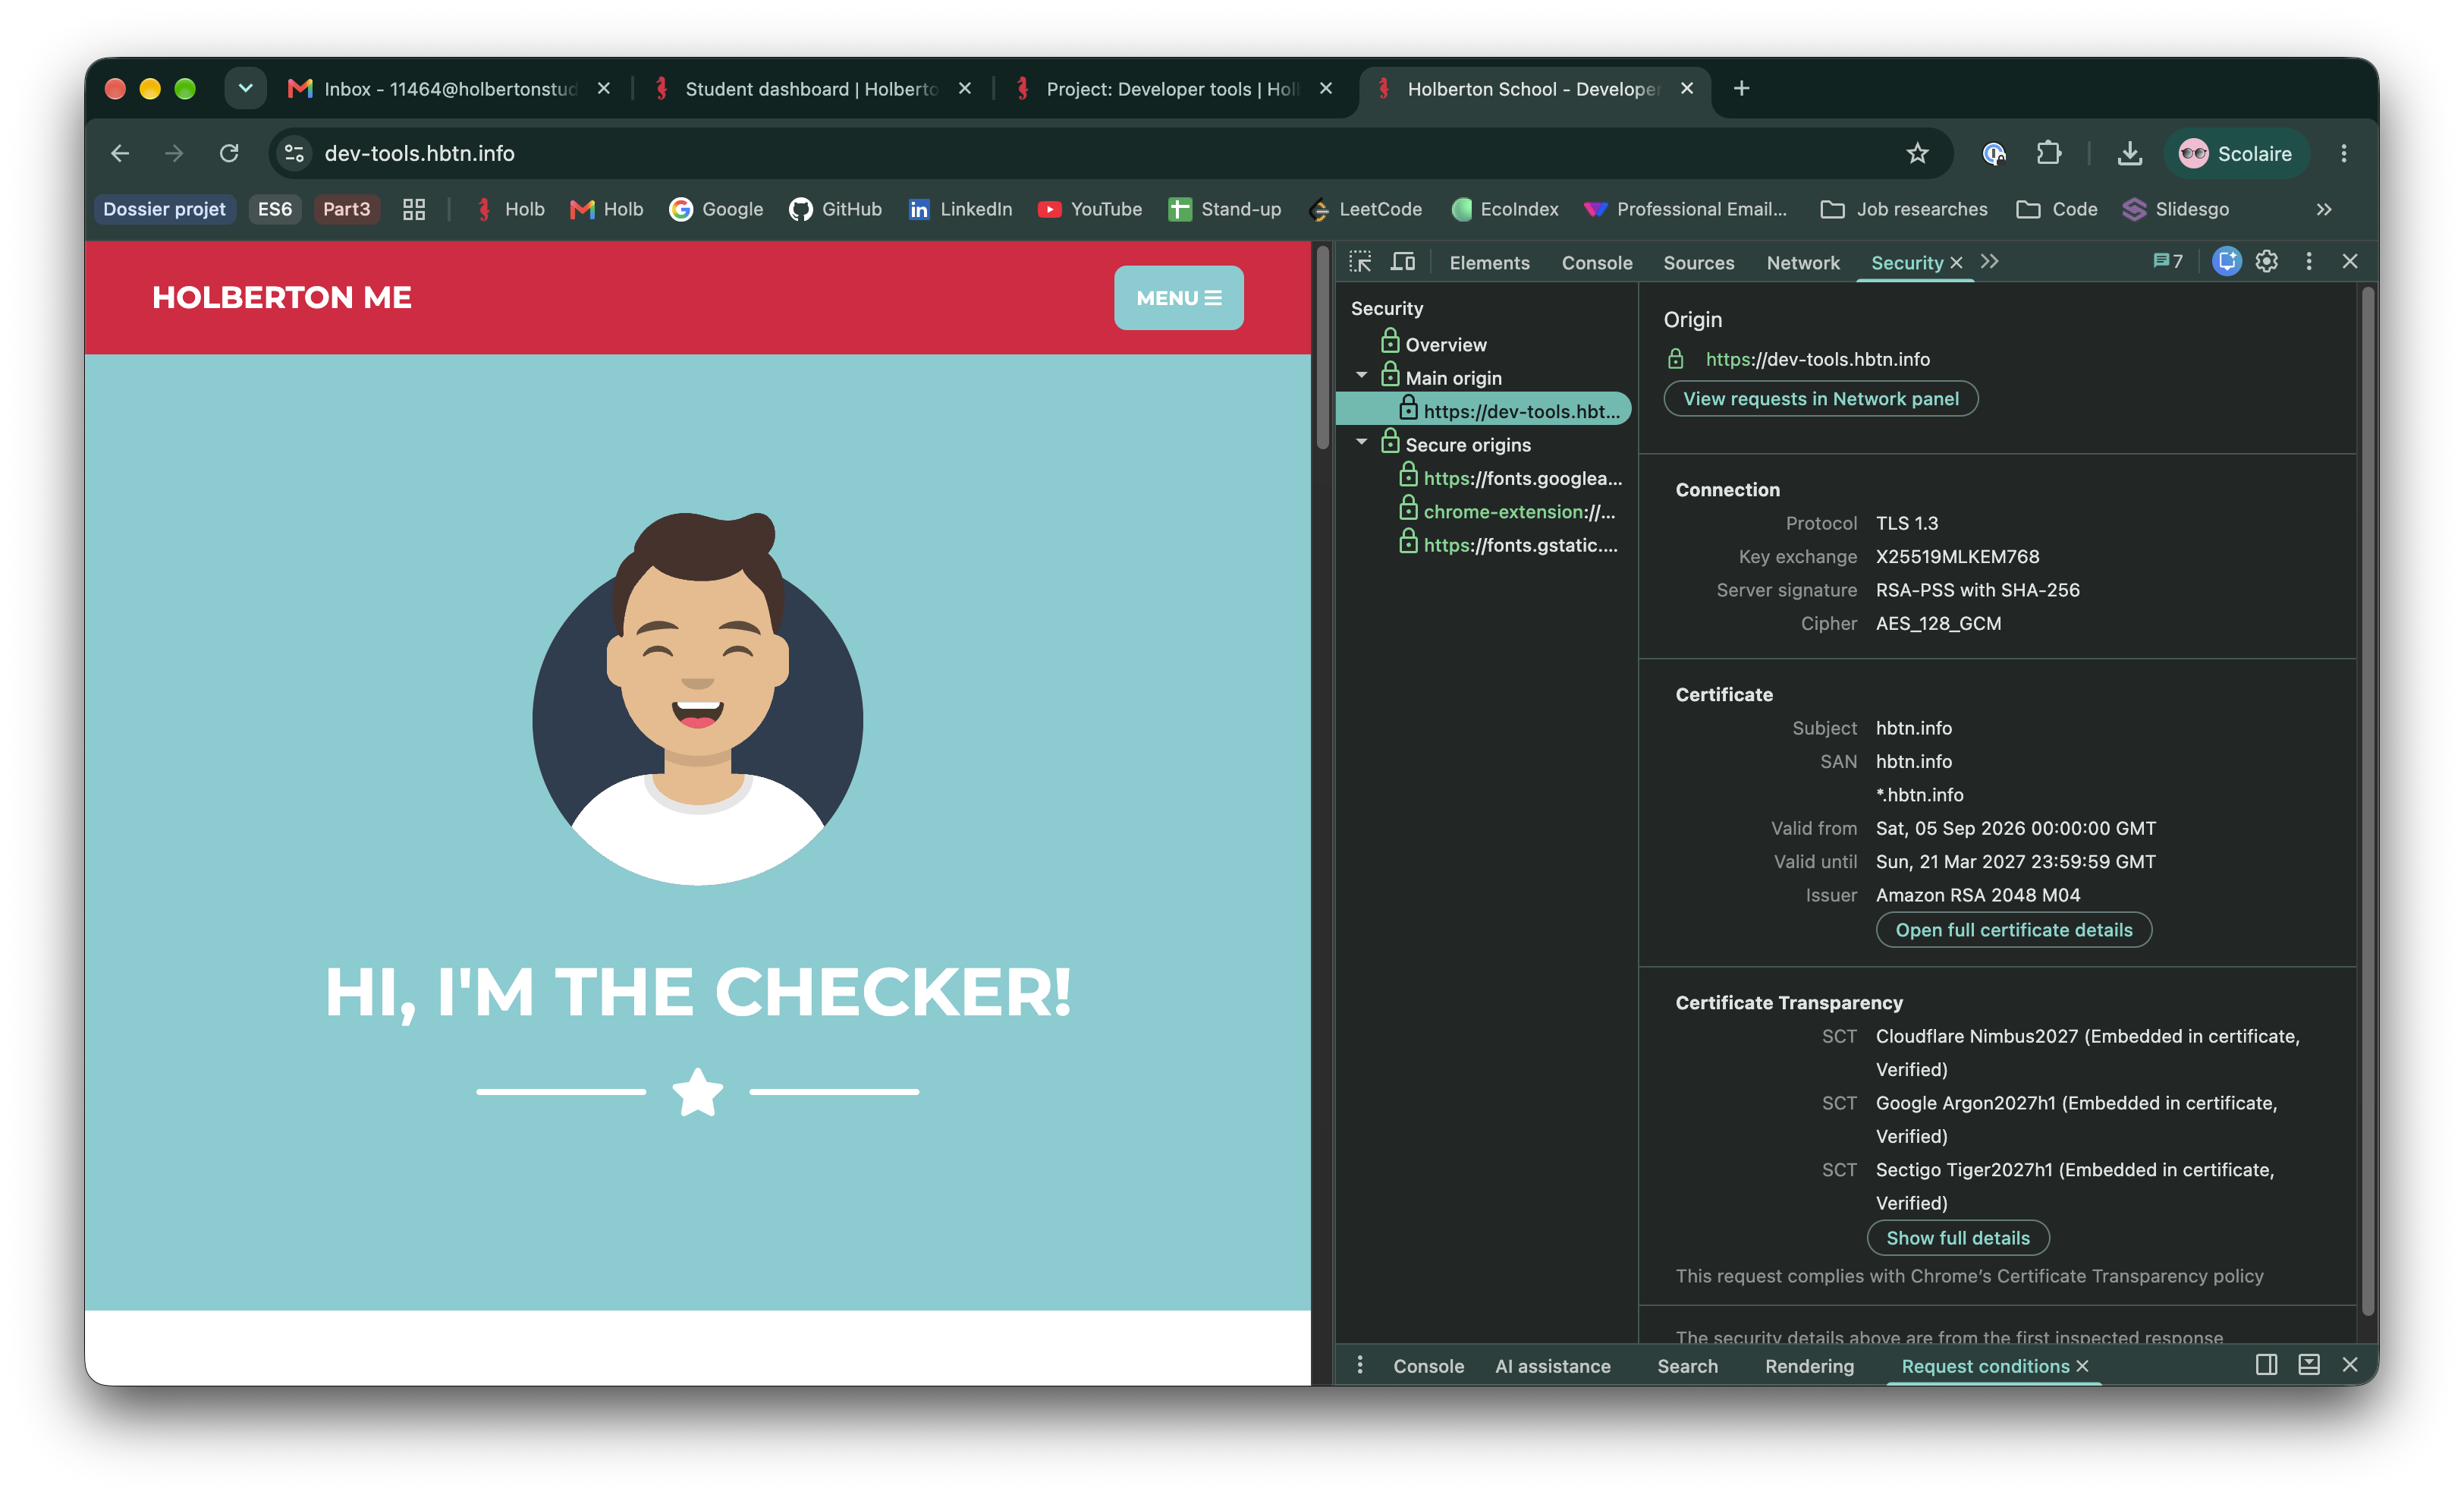 Inbox - 11464@holbertonstud
Student dashboard | Holberto
Project: Developer tools | Hol
Holberton School - Developer
dev-tools.hbtn.info
Scolaire
Dossier projet
ES6
Part3
Holb
Holb
Google
GitHub
LinkedIn
YouTube
Stand-up
LeetCode
EcoIndex
Professional Email...
Job researches
Code
Slidesgo
HOLBERTON ME
MENU
HI, I'M THE CHECKER!
Elements
Console
Sources
Network
Security
7
Security
Overview
Main origin
https://dev-tools.hbt...
Secure origins
https://fonts.googlea...
chrome-extension://...
https://fonts.gstatic....
Origin
https://dev-tools.hbtn.info
View requests in Network panel
Connection
Protocol TLS 1.3
Key exchange X25519MLKEM768
Server signature RSA-PSS with SHA-256
Cipher AES_128_GCM
Certificate
Subject hbtn.info
SAN hbtn.info
*.hbtn.info
Valid from Sat, 05 Sep 2026 00:00:00 GMT
Valid until Sun, 21 Mar 2027 23:59:59 GMT
Issuer Amazon RSA 2048 M04
Open full certificate details
Certificate Transparency
SCT Cloudflare Nimbus2027 (Embedded in certificate,
Verified)
SCT Google Argon2027h1 (Embedded in certificate,
Verified)
SCT Sectigo Tiger2027h1 (Embedded in certificate,
Verified)
Show full details
This request complies with Chrome's Certificate Transparency policy
The security details above are from the first inspected response
Console
AI assistance
Search
Rendering
Request conditions